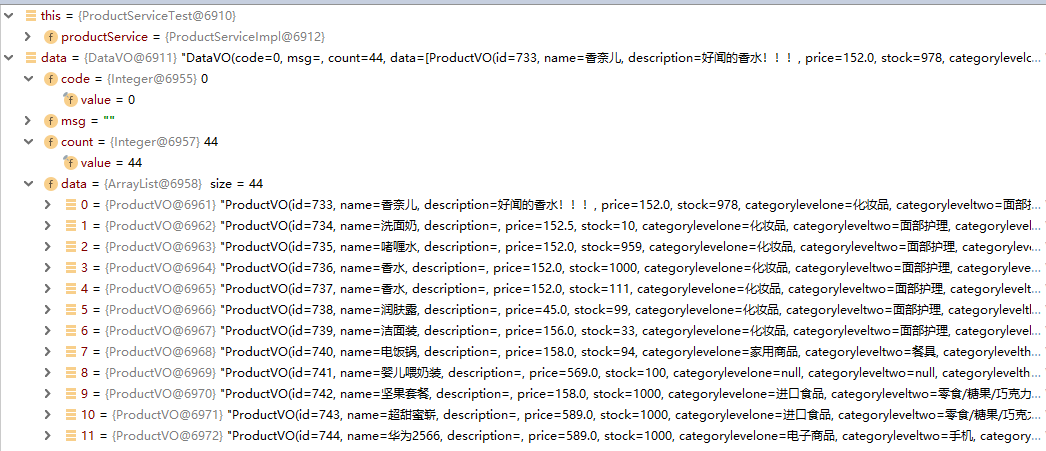 this = {ProductServiceTest@6910}
productService = {ProductServiceImpl@6912}
data = {DataVO@6911} "DataVO(code=0, msg=, count=44, data=[ProductVO(id=733, name=香奈儿, description=好闻的香水！！！, price=152.0, stock=978, categorylevelc...
code = {Integer@6955} 0
value = 0
msg = ""
count = {Integer@6957} 44
value = 44
data = {ArrayList@6958} size = 44
0 = {ProductVO@6961} "ProductVO(id=733, name=香奈儿, description=好闻的香水！！！, price=152.0, stock=978, categorylevelone=化妆品, categoryleveltwo=面部护...
1 = {ProductVO@6962} "ProductVO(id=734, name=洗面奶, description=, price=152.5, stock=10, categorylevelone=化妆品, categoryleveltwo=面部护理, categorylevelt...
2 = {ProductVO@6963} "ProductVO(id=735, name=啫喱水, description=, price=152.0, stock=959, categorylevelone=化妆品, categoryleveltwo=面部护理, categorylevel...
3 = {ProductVO@6964} "ProductVO(id=736, name=香水, description=, price=152.0, stock=1000, categorylevelone=化妆品, categoryleveltwo=面部护理, categoryleve...
4 = {ProductVO@6965} "ProductVO(id=737, name=香水, description=, price=152.0, stock=111, categorylevelone=化妆品, categoryleveltwo=面部护理, categorylevelt...
5 = {ProductVO@6966} "ProductVO(id=738, name=润肤露, description=, price=45.0, stock=99, categorylevelone=化妆品, categoryleveltwo=面部护理, categoryleveltl...
6 = {ProductVO@6967} "ProductVO(id=739, name=洁面装, description=, price=156.0, stock=33, categorylevelone=化妆品, categoryleveltwo=面部护理, categorylevelt...
7 = {ProductVO@6968} "ProductVO(id=740, name=电饭锅, description=, price=158.0, stock=94, categorylevelone=家用商品, categoryleveltwo=餐具, categorylevelth...
8 = {ProductVO@6969} "ProductVO(id=741, name=婴儿喂奶装, description=, price=569.0, stock=100, categorylevelone=null, categoryleveltwo=null, categorylevelth...
9 = {ProductVO@6970} "ProductVO(id=742, name=坚果套餐, description=, price=158.0, stock=1000, categorylevelone=进口食品, categoryleveltwo=零食/糖果/巧克力...
10 = {ProductVO@6971} "ProductVO(id=743, name=超甜蜜蕲, description=, price=589.0, stock=1000, categorylevelone=进口食品, categoryleveltwo=零食/糖果/巧克...
11 = {ProductVO@6972} "ProductVO(id=744, name=华为2566, description=, price=589.0, stock=1000, categorylevelone=电子商品, categoryleveltwo=手机, category...